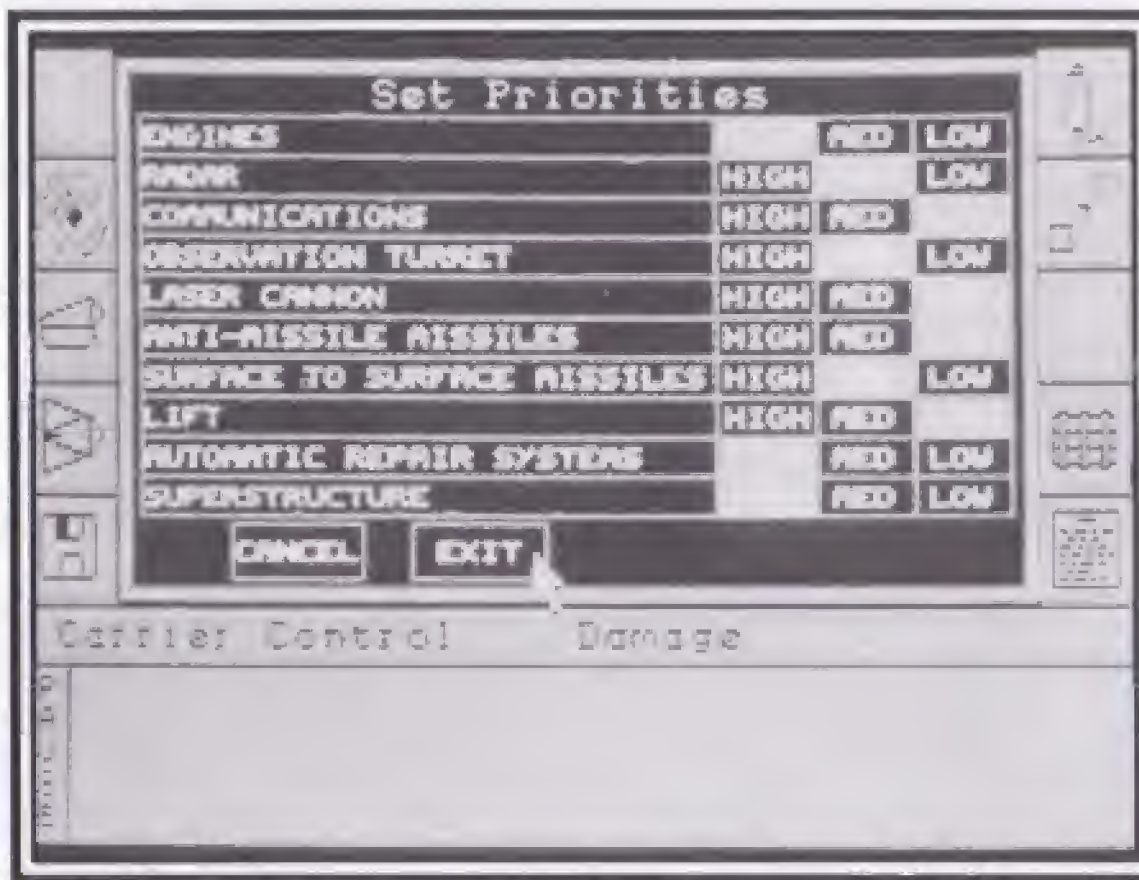 Set Priorities
ENGINES MED LOW
RADAR HIGH LOW
COMMUNICATIONS HIGH MED
OBSERVATION TURRET HIGH LOW
LASER CANNON HIGH MED
ANTI-MISSILE MISSILES HIGH MED
SURFACE TO SURFACE MISSILES HIGH LOW
LIFT HIGH MED
AUTOMATIC REPAIR SYSTEMS MED LOW
SUPERSTRUCTURE MED LOW
CANCEL EXIT
Carrier Control Damage